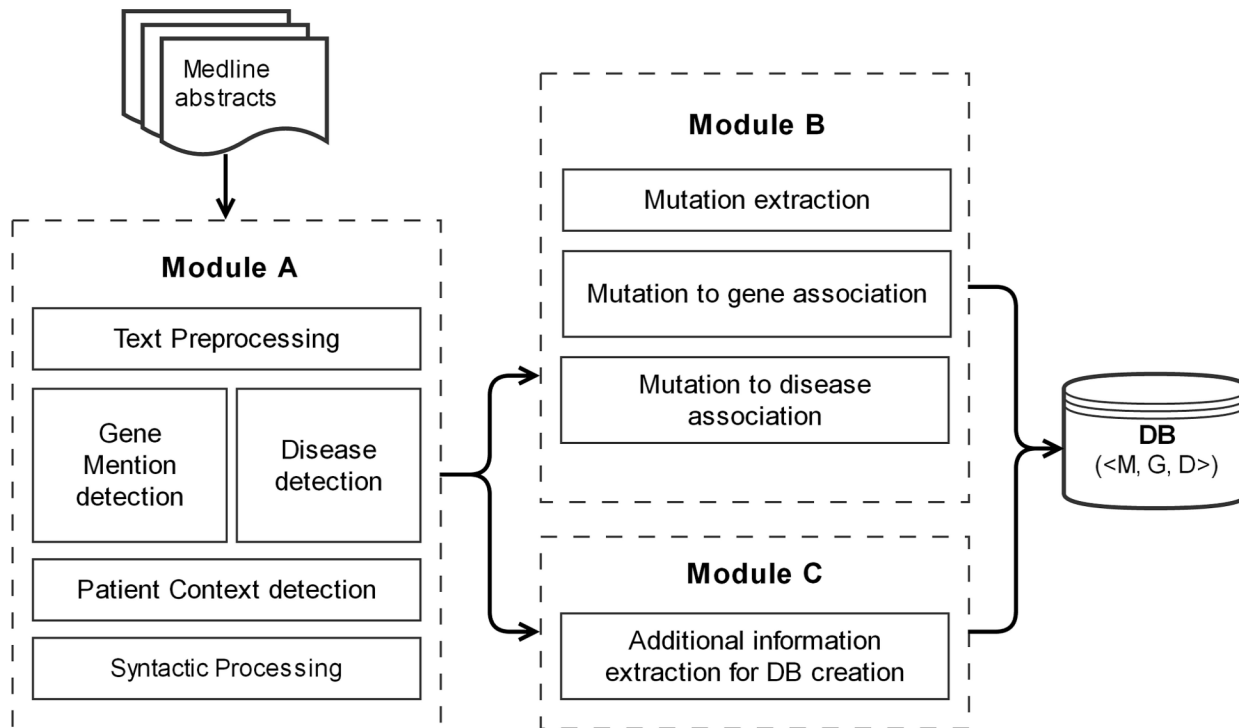 Medline
abstracts
Module A
Text Preprocessing
Gene
Mention
detection
Disease
detection
Patient Context detection
Syntactic Processing
Module B
Mutation extraction
Mutation to gene association
Mutation to disease
association
Module C
Additional information
extraction for DB creation
DB
(<M, G, D>)